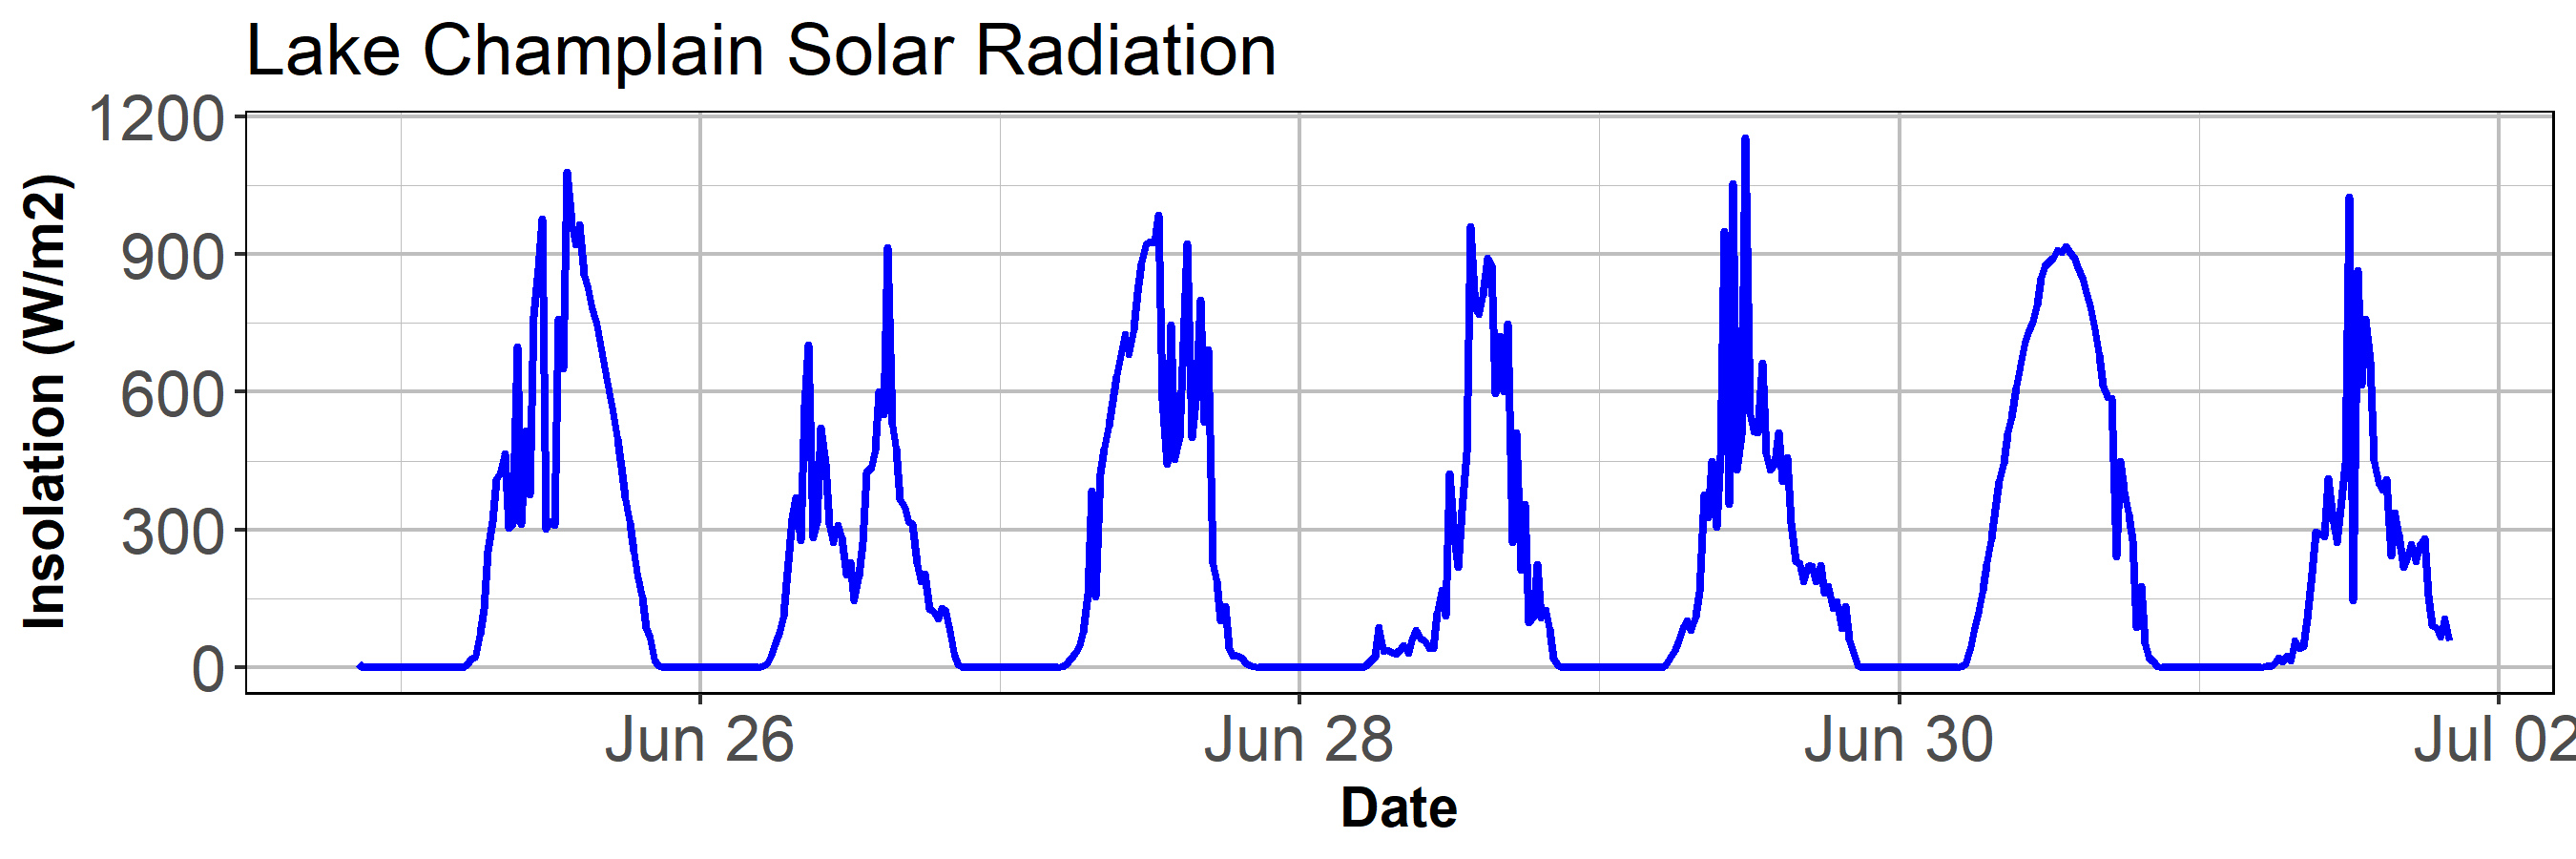 Lake Champlain Solar Radiation
Insolation (W/m2)
1200
900
600
300
0
Jun 26 Jun 28 Jun 30 Jul 02
Date